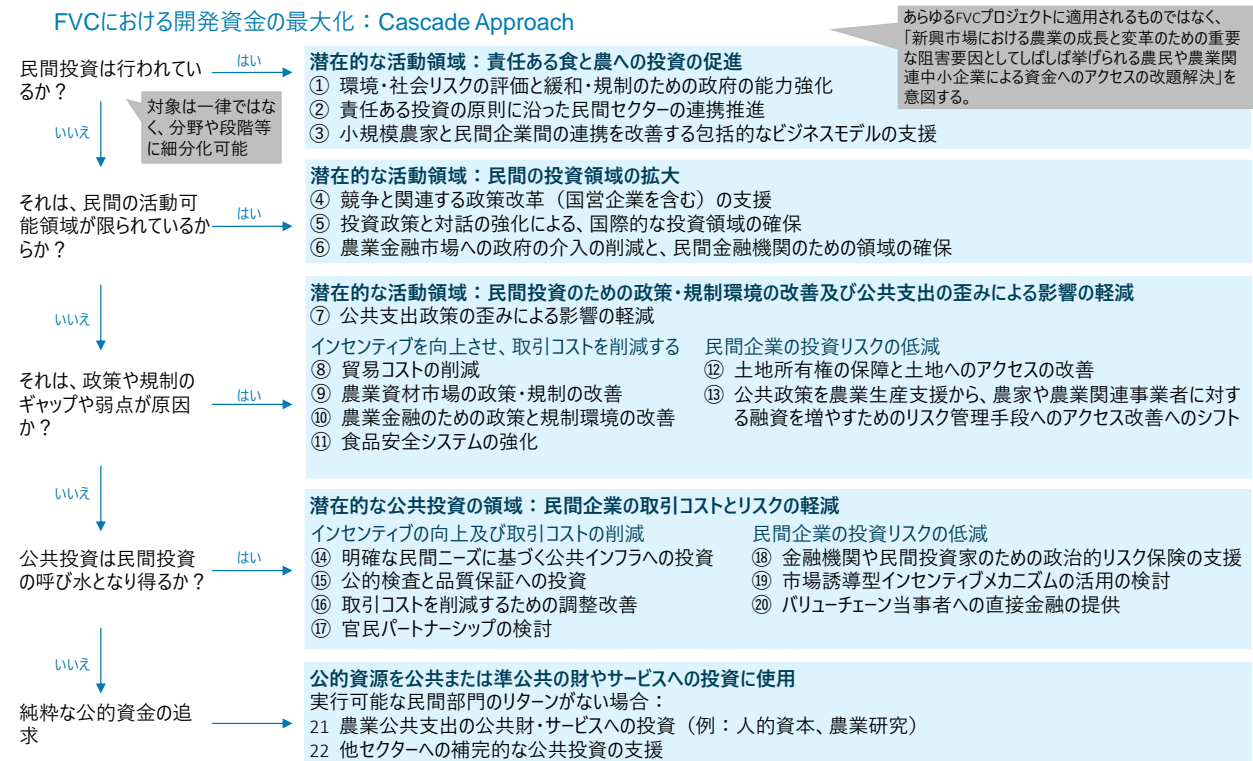 FVCにおける開発資金の最大化：Cascade Approach
あらゆるFVCプロジェクトに適用されるものではなく、
「新興市場における農業の成長と変革のための重要
な阻害要因としてしばしば挙げられる農民や農業関
連中小企業による資金へのアクセスの改題解決」を
意図する。
民間投資は行われてい
るか？
はい
いいえ
対象は一律ではな
く、分野や段階等
に細分化可能
潜在的な活動領域：責任ある食と農への投資の促進
① 環境・社会リスクの評価と緩和・規制のための政府の能力強化
② 責任ある投資の原則に沿った民間セクターの連携推進
③ 小規模農家と民間企業間の連携を改善する包括的なビジネスモデルの支援
それは、民間の活動可
能領域が限られているか
らか？
はい
いいえ
潜在的な活動領域：民間の投資領域の拡大
④ 競争と関連する政策改革（国営企業を含む）の支援
⑤ 投資政策と対話の強化による、国際的な投資領域の確保
⑥ 農業金融市場への政府の介入の削減と、民間金融機関のための領域の確保
それは、政策や規制の
ギャップや弱点が原因
か？
はい
いいえ
潜在的な活動領域：民間投資のための政策・規制環境の改善及び公共支出の歪みによる影響の軽減
⑦ 公共支出政策の歪みによる影響の軽減
インセンティブを向上させ、取引コストを削減する
⑧ 貿易コストの削減
⑨ 農業資材市場の政策・規制の改善
⑩ 農業金融のための政策と規制環境の改善
⑪ 食品安全システムの強化
民間企業の投資リスクの低減
⑫ 土地所有権の保障と土地へのアクセスの改善
⑬ 公共政策を農業生産支援から、農家や農業関連事業者に対す
る融資を増やすためのリスク管理手段へのアクセス改善へのシフト
公共投資は民間投資
の呼び水となり得るか？
はい
いいえ
潜在的な公共投資の領域：民間企業の取引コストとリスクの軽減
インセンティブの向上及び取引コストの削減
⑭ 明確な民間ニーズに基づく公共インフラへの投資
⑮ 公的検査と品質保証への投資
⑯ 取引コストを削減するための調整改善
⑰ 官民パートナーシップの検討
民間企業の投資リスクの低減
⑱ 金融機関や民間投資家のための政治的リスク保険の支援
⑲ 市場誘導型インセンティブメカニズムの活用の検討
⑳ バリューチェーン当事者への直接金融の提供
純粋な公的資金の追
求
公的資源を公共または準公共の財やサービスへの投資に使用
実行可能な民間部門のリターンがない場合：
21 農業公共支出の公共財・サービスへの投資（例：人的資本、農業研究）
22 他セクターへの補完的な公共投資の支援